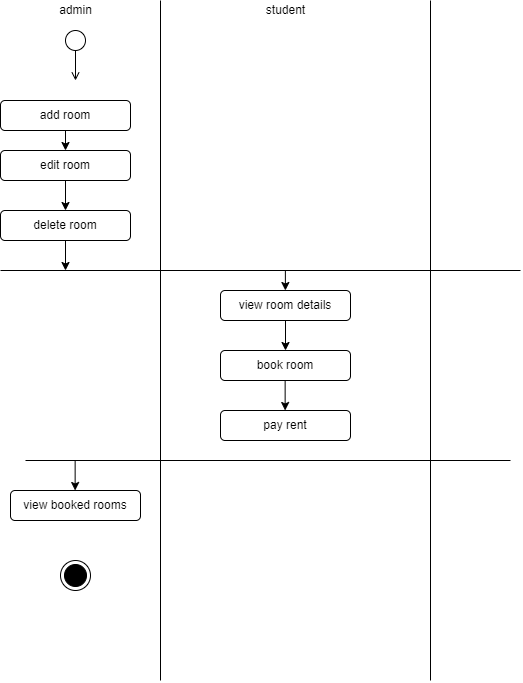 admin
student
add room
edit room
delete room
view room details
book room
pay rent
view booked rooms